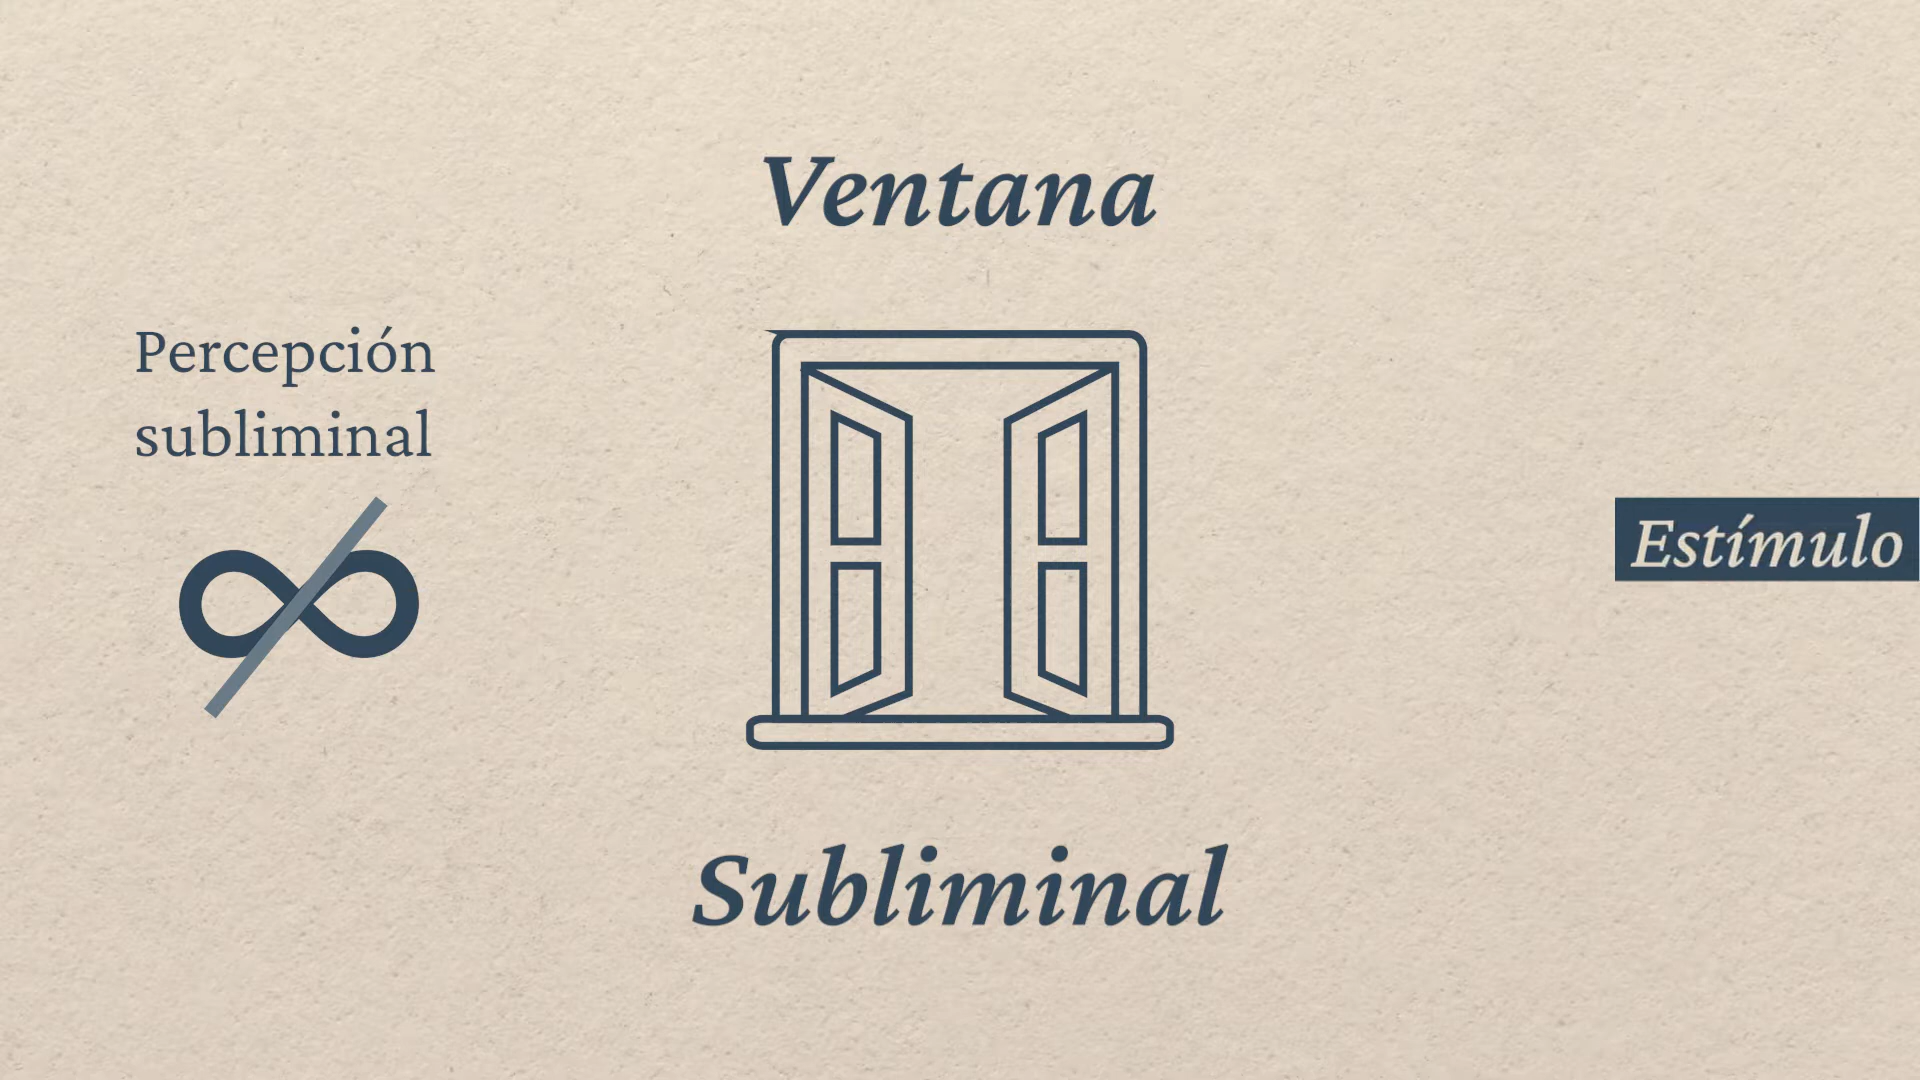 Ventana
Percepción
subliminal
Estímulo
Subliminal